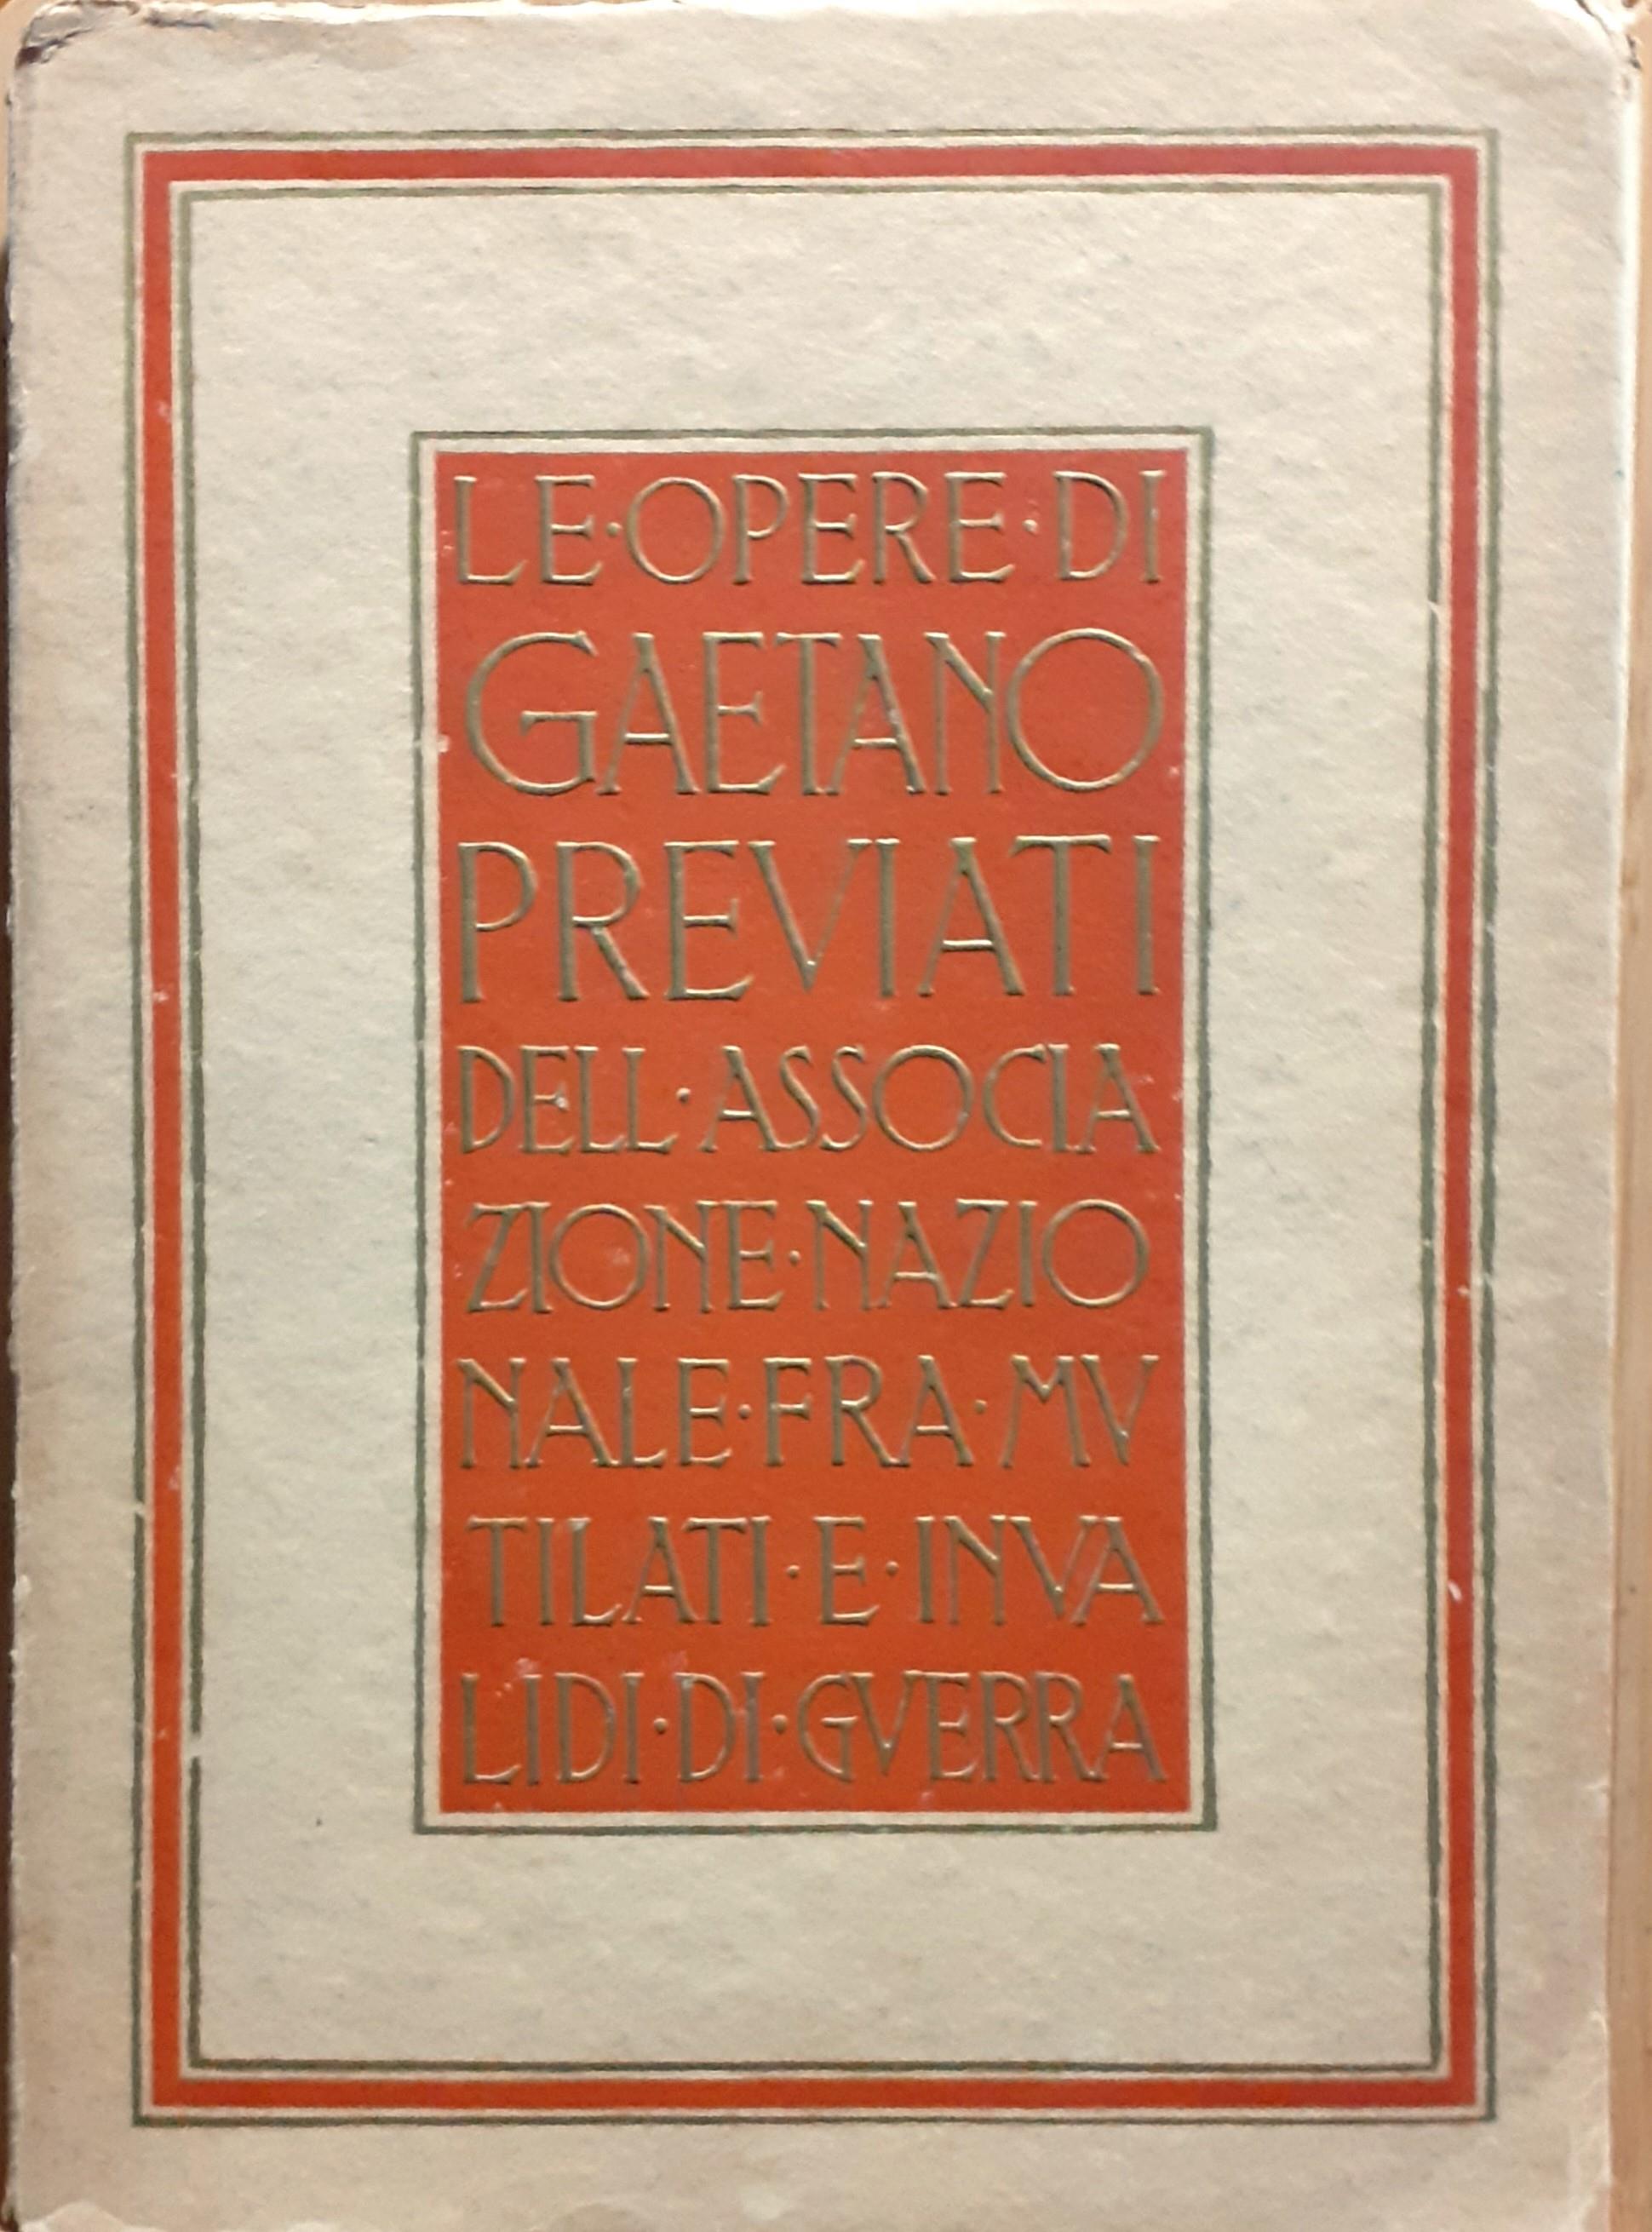 LE·OPERE·DI
GAETANO
PREVIATI
DELL·ASSOCIA
ZIONE·NAZIO
NALE·FRA·MV
TILATI·E·INVA
LIDI·DI·GVERRA